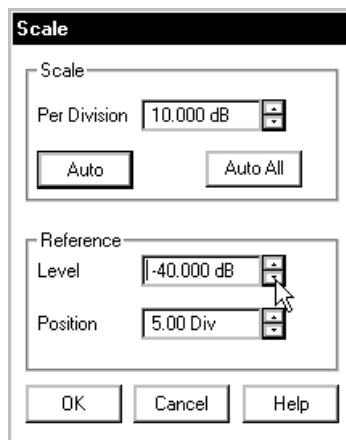 Scale
Scale
Per Division 10.000 dB
Auto Auto All
Reference
Level -40.000 dB
Position 5.00 Div
OK Cancel Help